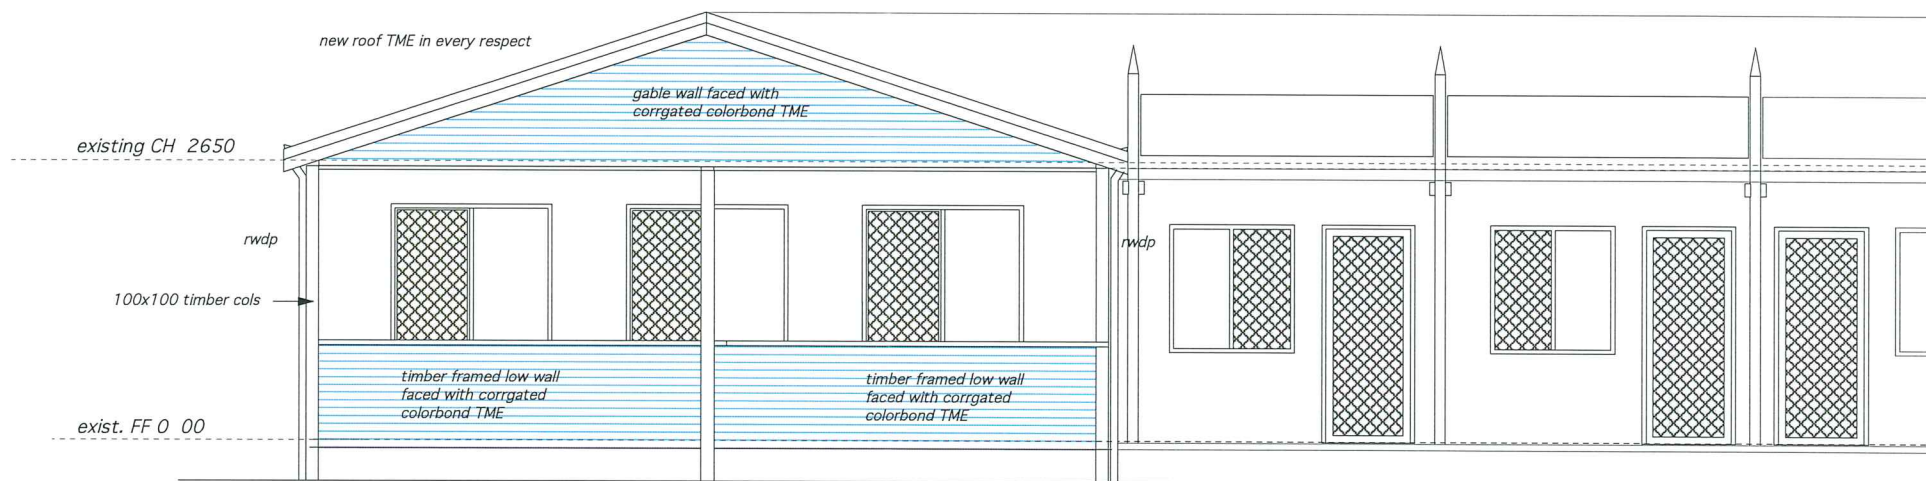 new roof TME in every respect
gable wall faced with
corrgated colorbond TME
existing CH 2650
rwdp
rwdp
100x100 timber cols
timber framed low wall
faced with corrgated
colorbond TME
timber framed low wall
faced with corrgated
colorbond TME
exist. FF 0 00